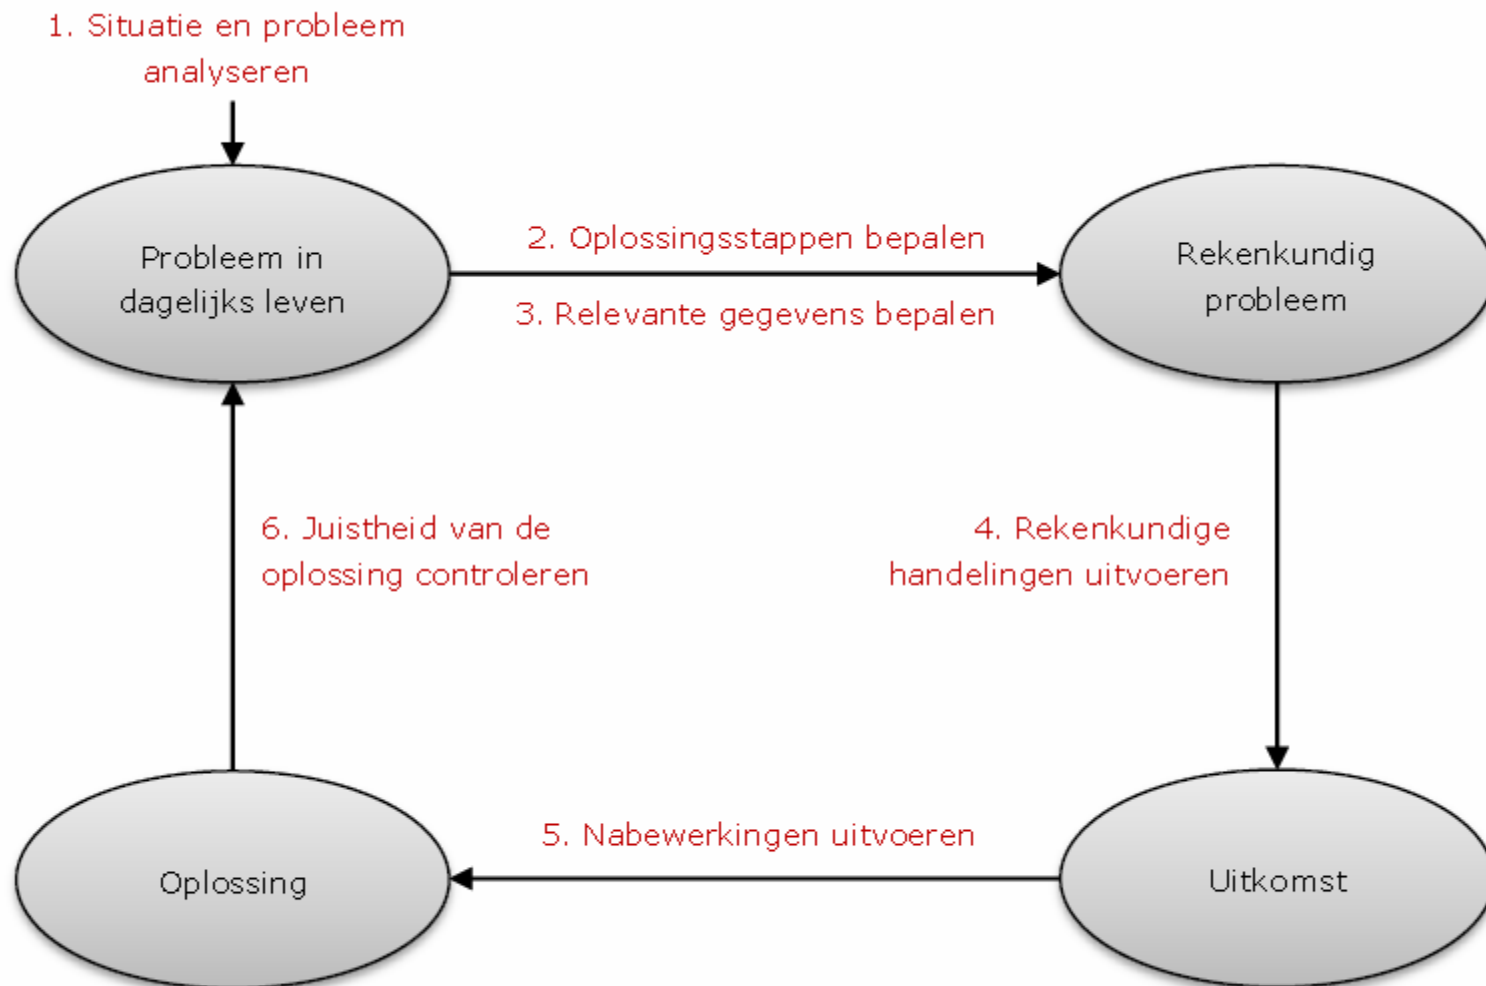 1. Situatie en probleem
analyseren
Probleem in
dagelijks leven
2. Oplossingsstappen bepalen
3. Relevante gegevens bepalen
Rekenkundig
probleem
6. Juistheid van de
oplossing controleren
4. Rekenkundige
handelingen uitvoeren
Oplossing
5. Nabewerkingen uitvoeren
Uitkomst